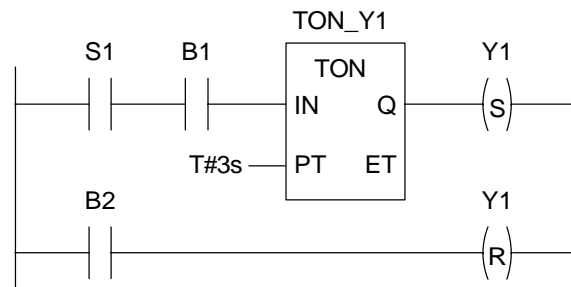 TON_Y1
S1 B1 Y1
TON
IN Q S
T#3s PT ET
B2 Y1
R